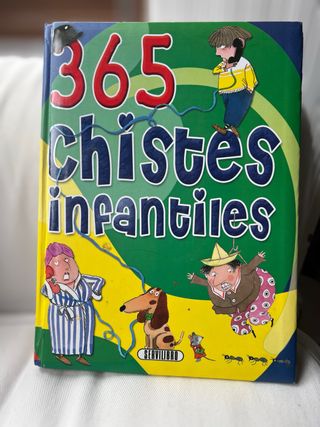 365
chistes
infantiles
SERVILIBRO